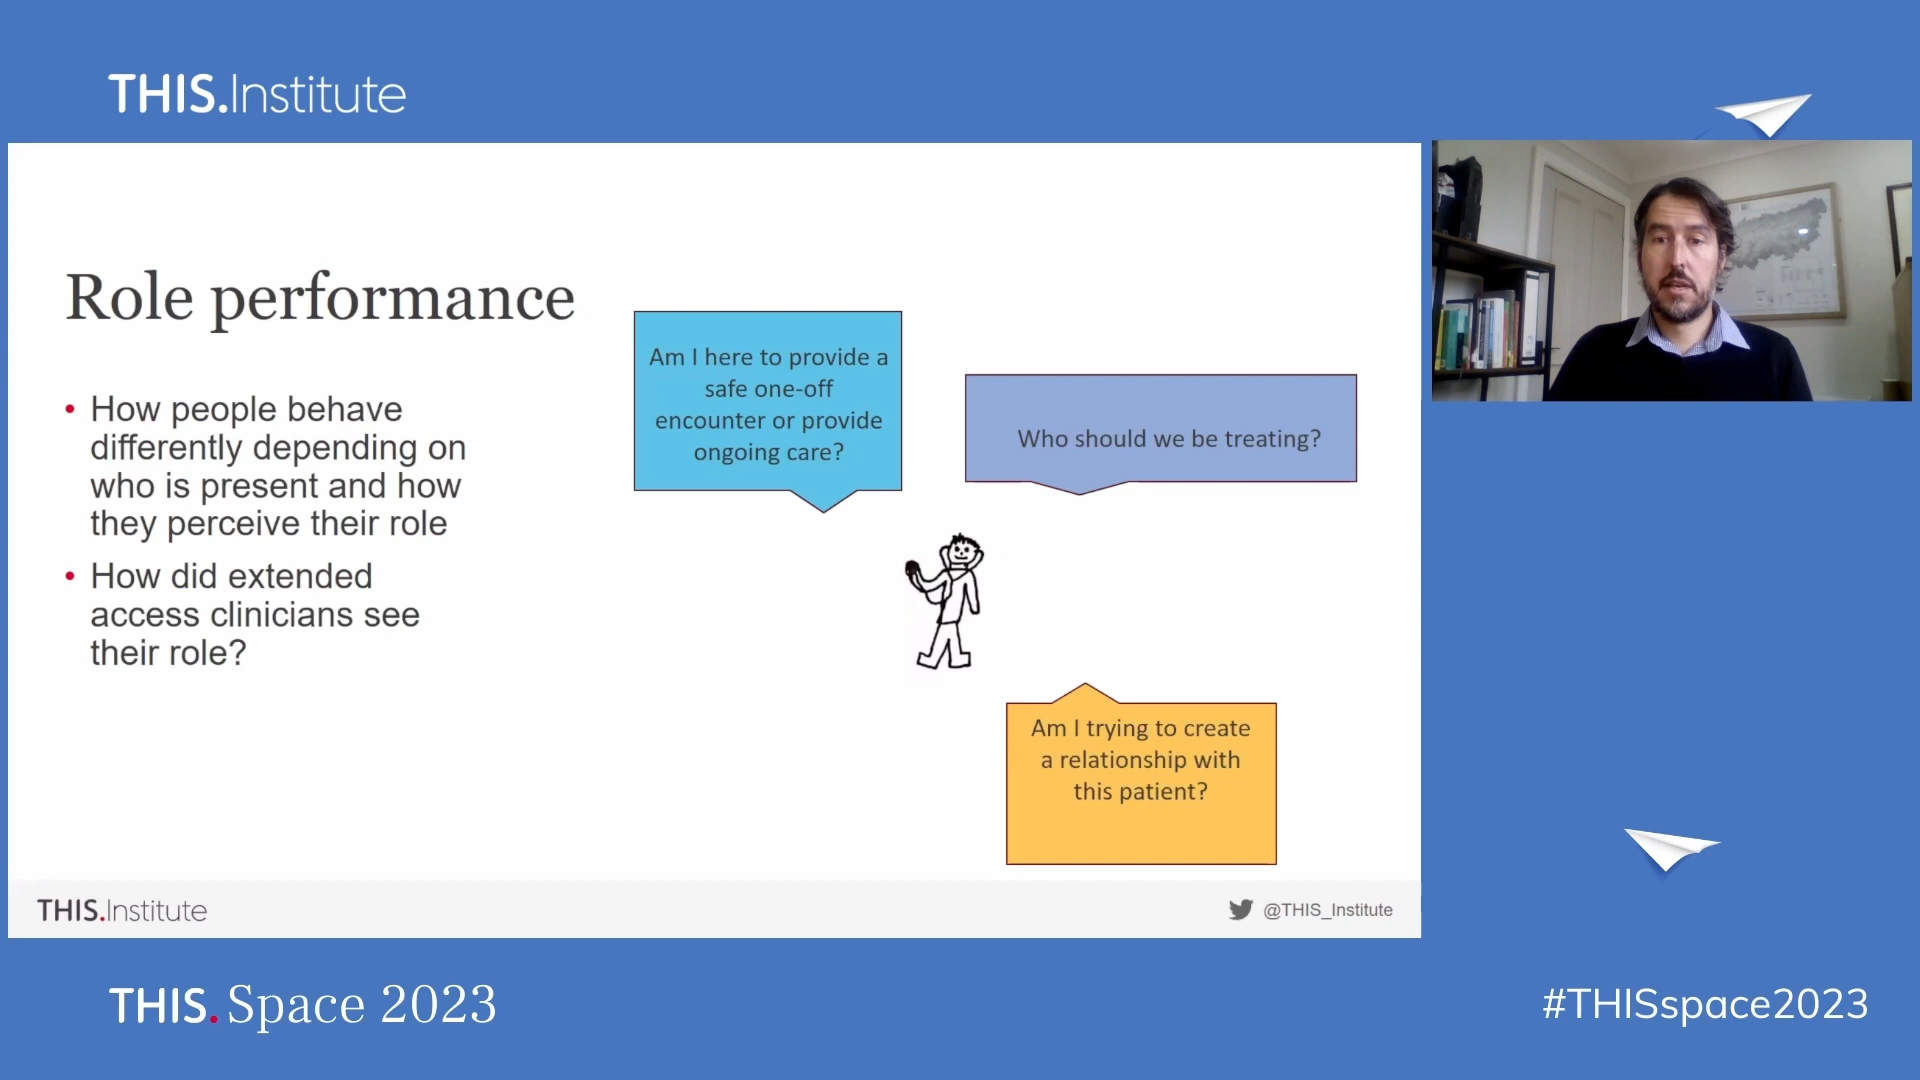 THIS.Institute
Role performance
• How people behave
differently depending on
who is present and how
they perceive their role
• How did extended
access clinicians see
their role?
Am I here to provide a
safe one-off
encounter or provide
ongoing care?
Who should we be treating?
Am I trying to create
a relationship with
this patient?
THIS.Institute
@THIS_Institute
THIS. Space 2023
#THISspace2023